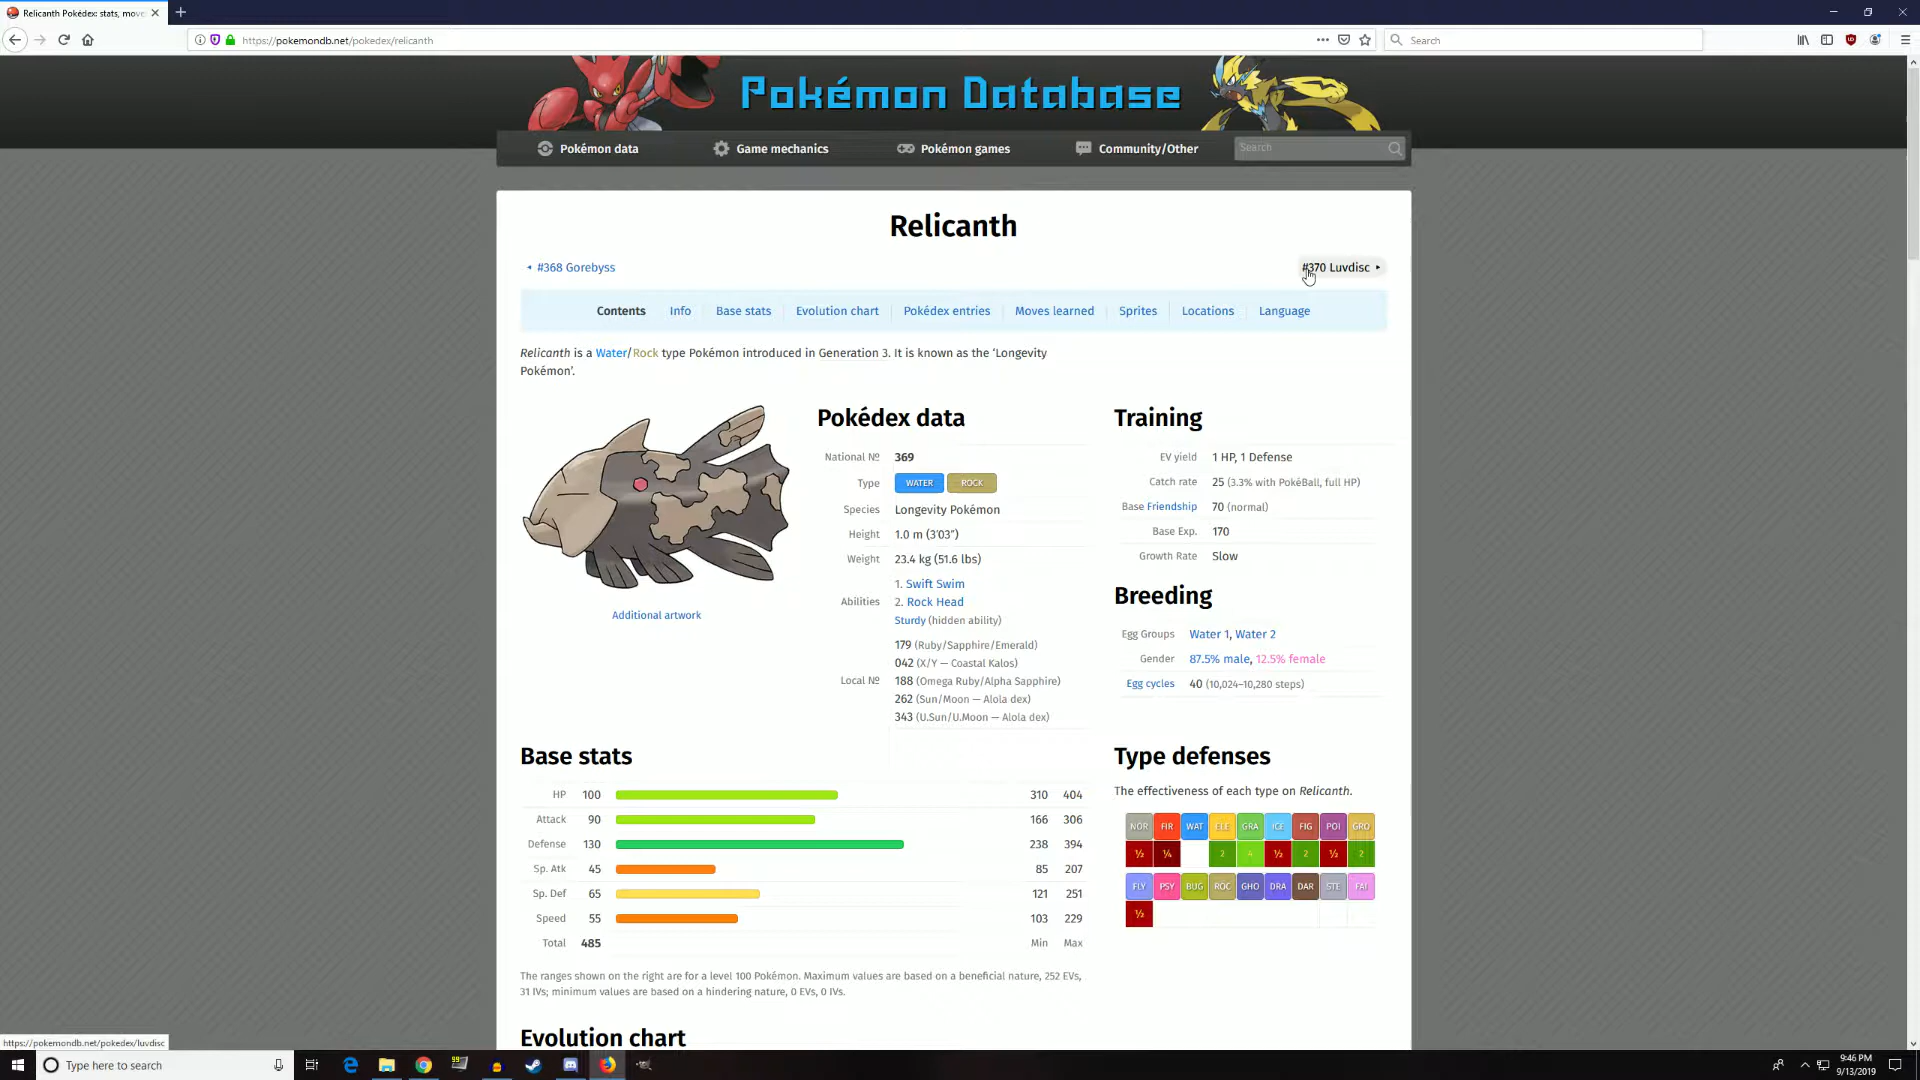 Relicanth Pokédex: stats, move
https://pokemondb.net/pokedex/relicanth
Search
Pokémon Database
Pokémon data
Game mechanics
Pokémon games
Community/Other
Search
Relicanth
#368 Gorebyss
#370 Luvdisc
Contents Info Base stats Evolution chart Pokédex entries Moves learned Sprites Locations Language
Relicanth is a Water/Rock type Pokémon introduced in Generation 3. It is known as the ‘Longevity
Pokémon’.
Additional artwork
Pokédex data
National № 369
Type WATER ROCK
Species Longevity Pokémon
Height 1.0 m (3′03″)
Weight 23.4 kg (51.6 lbs)
Abilities 1. Swift Swim
2. Rock Head
Sturdy (hidden ability)
Local № 179 (Ruby/Sapphire/Emerald)
042 (X/Y — Coastal Kalos)
188 (Omega Ruby/Alpha Sapphire)
262 (Sun/Moon — Alola dex)
343 (U.Sun/U.Moon — Alola dex)
Training
EV yield 1 HP, 1 Defense
Catch rate 25 (3.3% with PokéBall, full HP)
Base Friendship 70 (normal)
Base Exp. 170
Growth Rate Slow
Breeding
Egg Groups Water 1, Water 2
Gender 87.5% male, 12.5% female
Egg cycles 40 (10,024–10,280 steps)
Base stats
HP 100 310 404
Attack 90 166 306
Defense 130 238 394
Sp. Atk 45 85 207
Sp. Def 65 121 251
Speed 55 103 229
Total 485 Min Max
The ranges shown on the right are for a level 100 Pokémon. Maximum values are based on a beneficial nature, 252 EVs,
31 IVs; minimum values are based on a hindering nature, 0 EVs, 0 IVs.
Type defenses
The effectiveness of each type on Relicanth.
NOR FIR WAT ELE GRA ICE FIG POI GRO
½ ¼ 2 4 ½ 2 ½ 2
FLY PSY BUG ROC GHO DRA DAR STE FAI
½
Evolution chart
https://pokemondb.net/pokedex/luvdisc
Type here to search
99
9:46 PM
9/13/2019